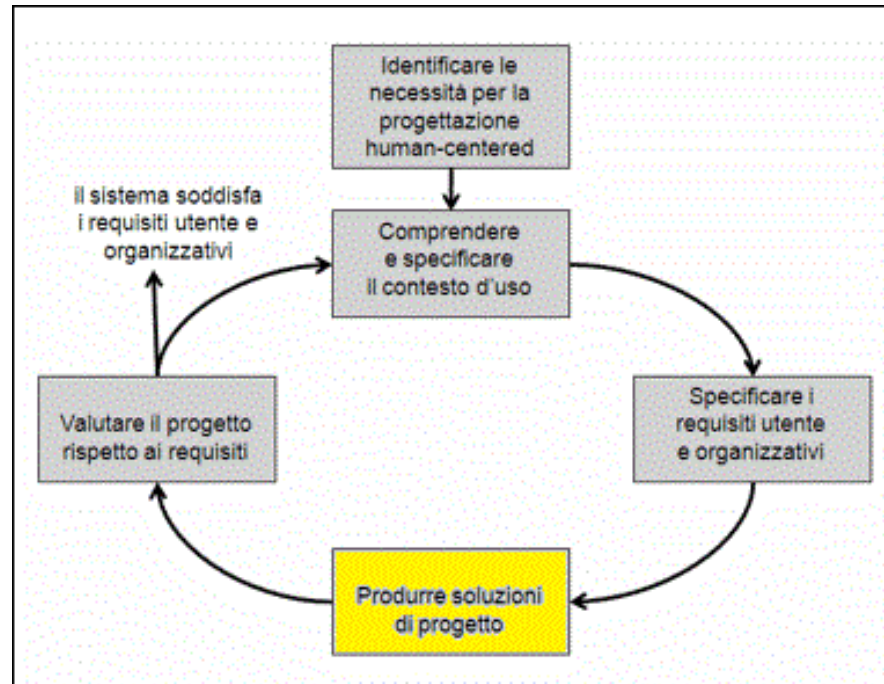 Identificare le
necessità per la
progettazione
human-centered
il sistema soddisfa
i requisiti utente e
organizzativi
Comprendere
e specificare
il contesto d'uso
Valutare il progetto
rispetto ai requisiti
Specificare i
requisiti utente
e organizzativi
Produrre soluzioni
di progetto